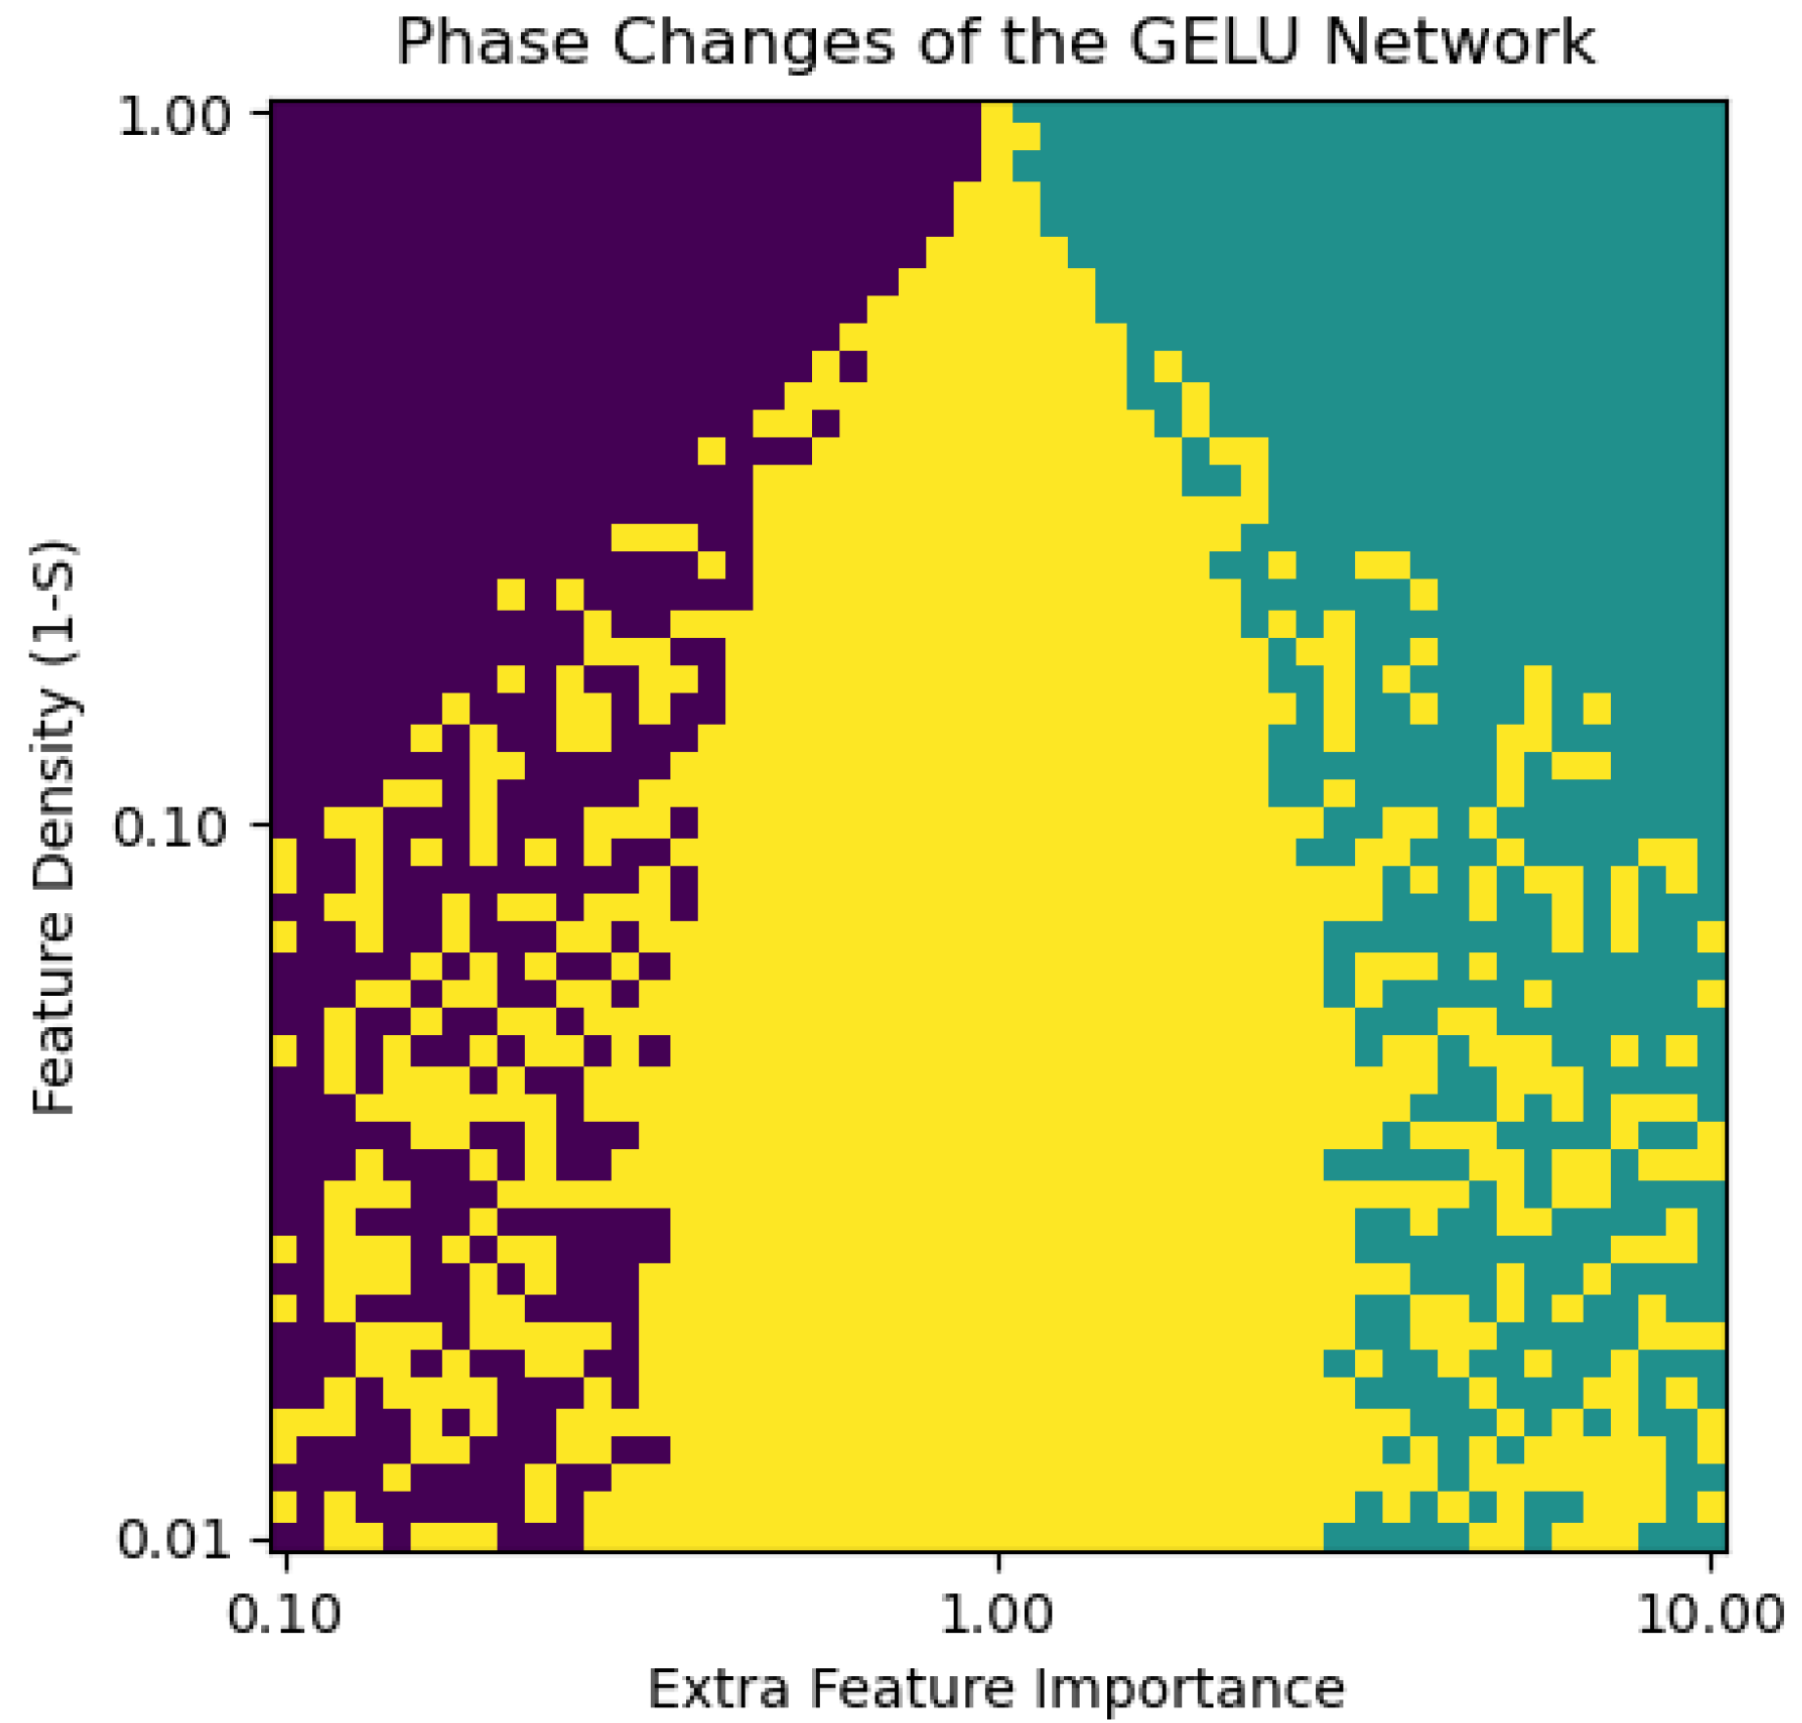 Phase Changes of the GELU Network
1.00
0.10
0.01
Feature Density (1-S)
0.10
1.00
10.00
Extra Feature Importance